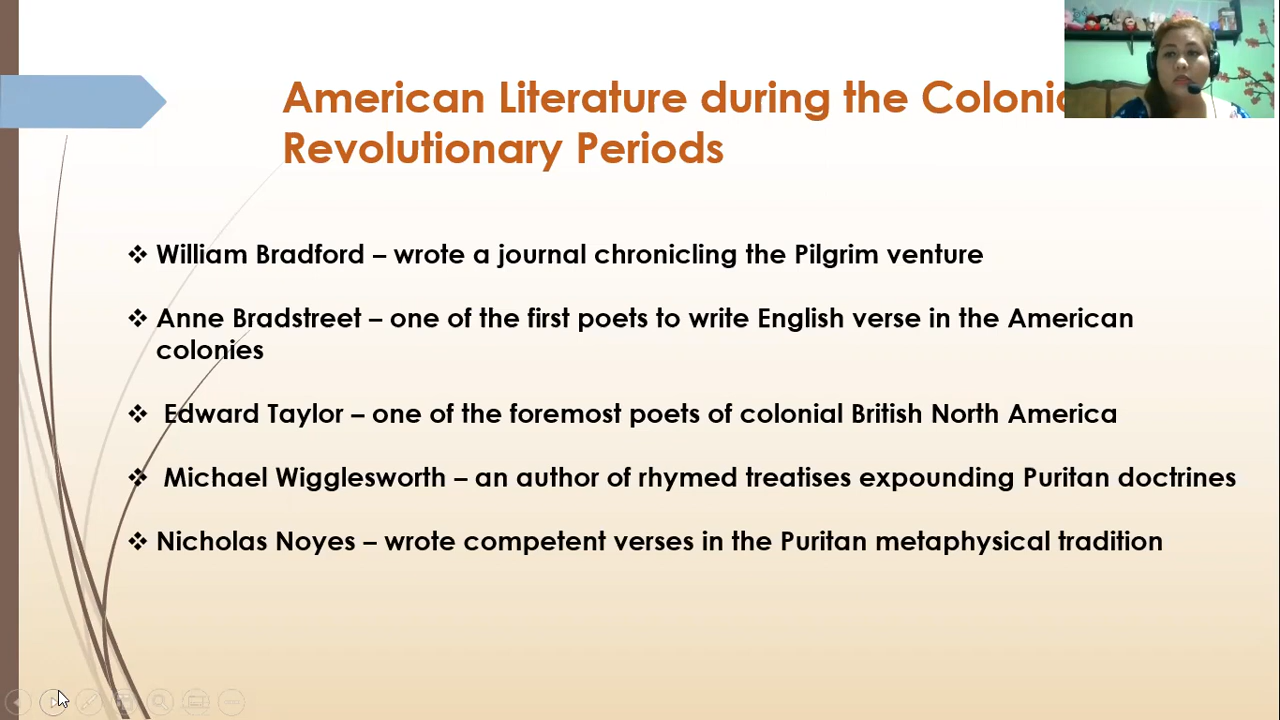 American Literature during the
Revolutionary Periods
❖ William Bradford – wrote a journal chronicling the Pilgrim venture
❖ Anne Bradstreet – one of the first poets to write English verse in the American
colonies
❖ Edward Taylor – one of the foremost poets of colonial British North America
❖ Michael Wigglesworth – an author of rhymed treatises expounding Puritan doctrines
❖ Nicholas Noyes – wrote competent verses in the Puritan metaphysical tradition